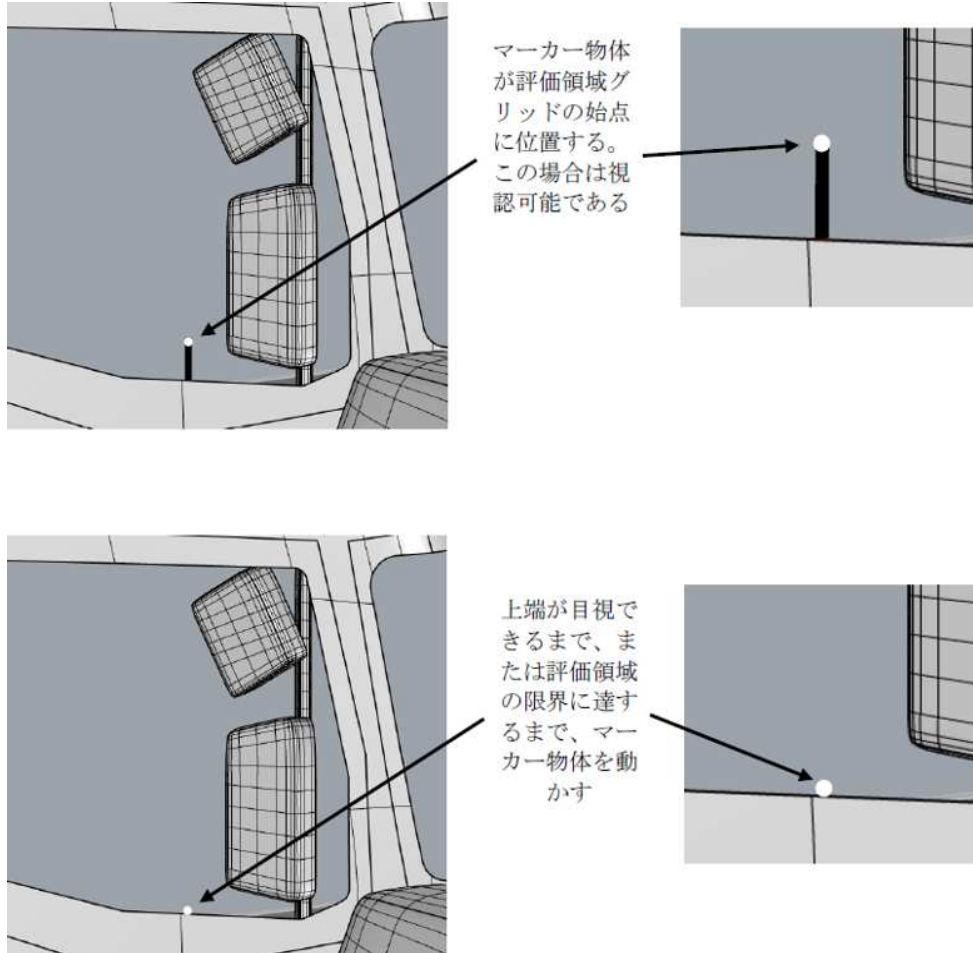 マーカー物体
が評価領域グ
リッドの始点
に位置する。
この場合は視
認可能である
上端が目視で
きるまで、ま
たは評価領域
の限界に達す
るまで、マー
カー物体を動
かす